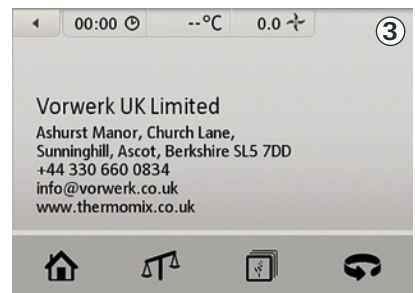 00:00 --°C 0.0 3
Vorwerk UK Limited
Ashurst Manor, Church Lane,
Sunninghill, Ascot, Berkshire SL5 7DD
+44 330 660 0834
info@vorwerk.co.uk
www.thermomix.co.uk